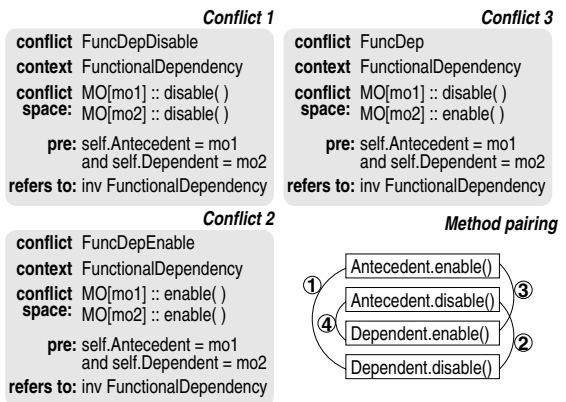 Conflict 1
conflict FuncDepDisable
context FunctionalDependency
conflict MO[mo1] :: disable( )
space: MO[mo2] :: disable( )
pre: self.Antecedent = mo1
and self.Dependent = mo2
refers to: inv FunctionalDependency
Conflict 3
conflict FuncDep
context FunctionalDependency
conflict MO[mo1] :: disable( )
space: MO[mo2] :: enable( )
pre: self.Antecedent = mo1
and self.Dependent = mo2
refers to: inv FunctionalDependency
Conflict 2
conflict FuncDepEnable
context FunctionalDependency
conflict MO[mo1] :: enable( )
space: MO[mo2] :: enable( )
pre: self.Antecedent = mo1
and self.Dependent = mo2
refers to: inv FunctionalDependency
Method pairing
Antecedent.enable()
① ③
Antecedent.disable()
④
Dependent.enable()
②
Dependent.disable()